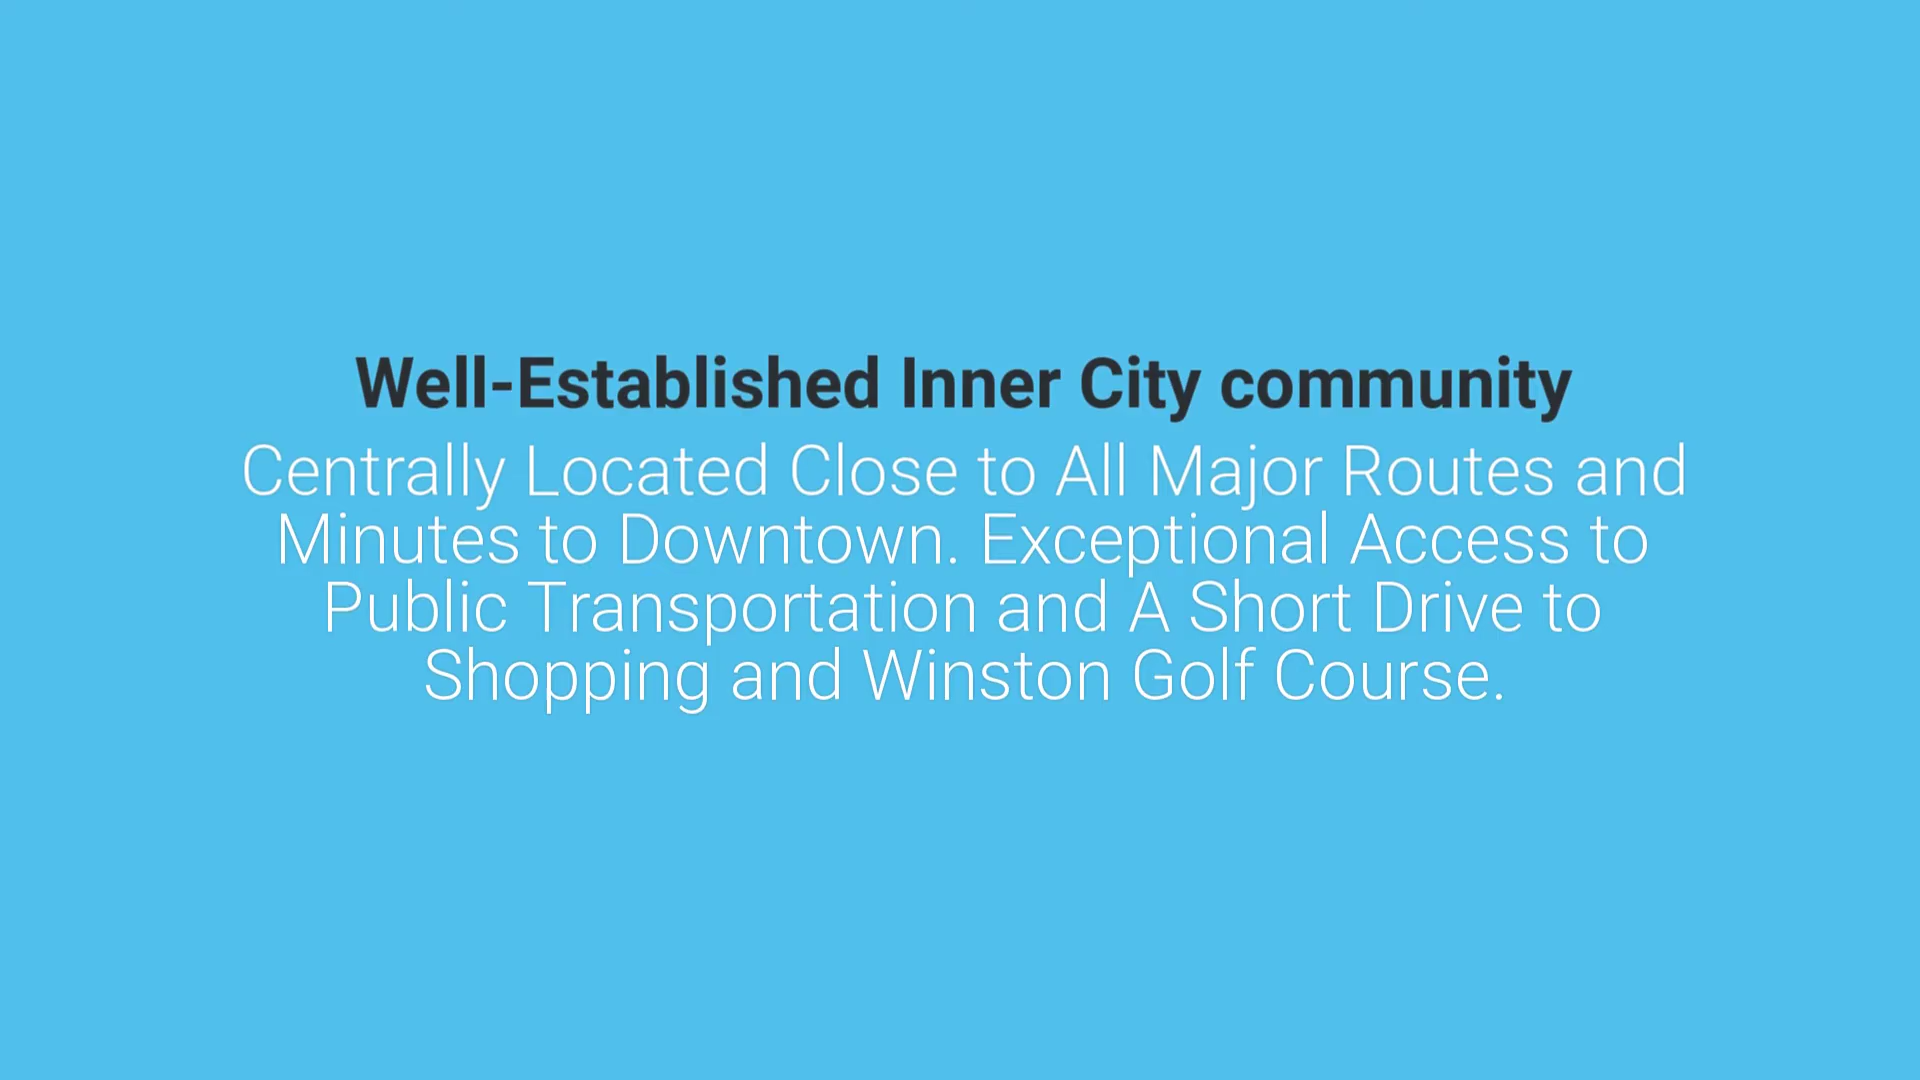 Well-Established Inner City community
Centrally Located Close to All Major Routes and
Minutes to Downtown. Exceptional Access to
Public Transportation and A Short Drive to
Shopping and Winston Golf Course.